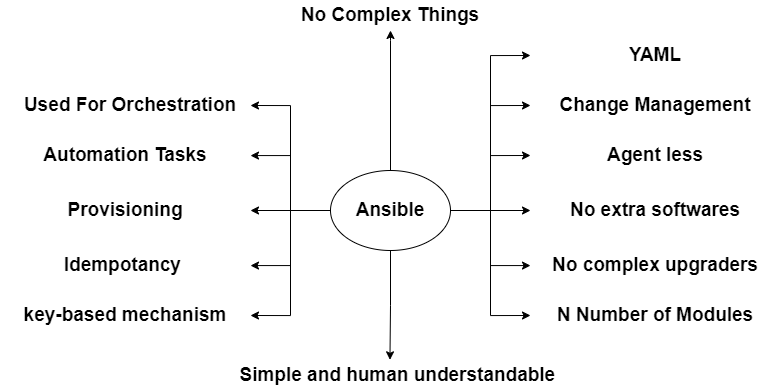 No Complex Things
YAML
Used For Orchestration
Change Management
Automation Tasks
Agent less
Provisioning
Ansible
No extra softwares
Idempotancy
No complex upgraders
key-based mechanism
N Number of Modules
Simple and human understandable